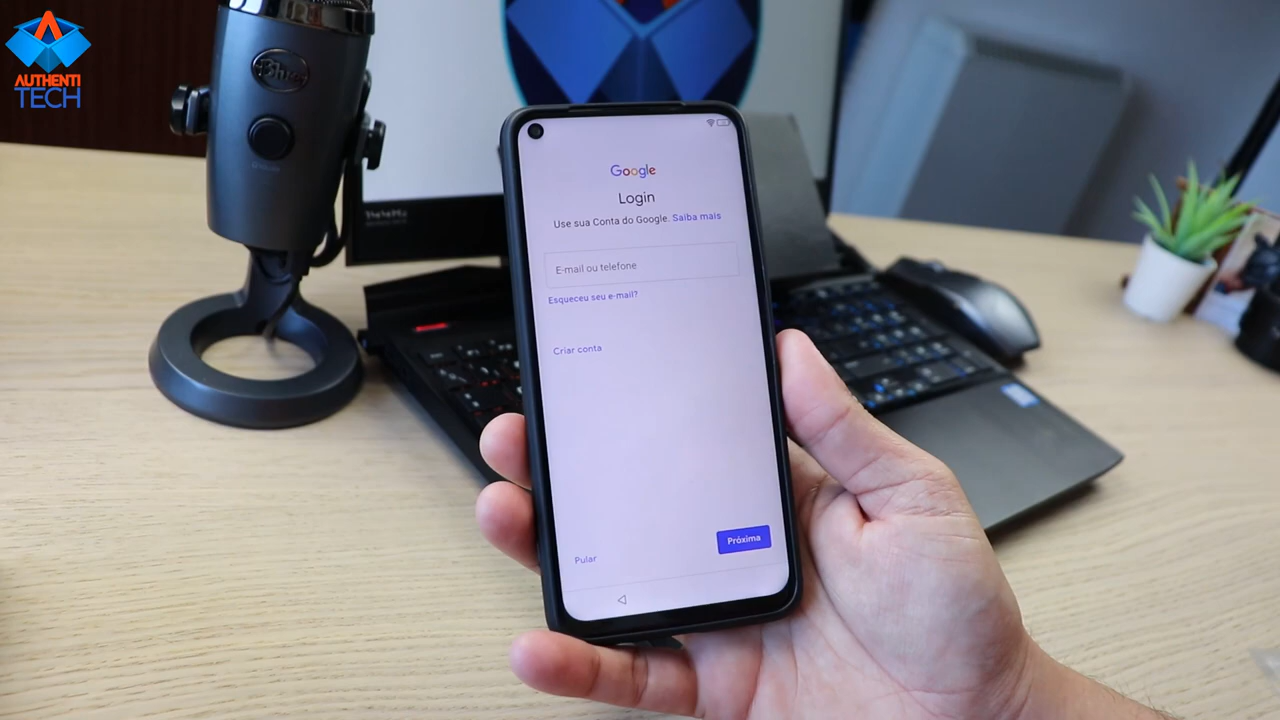 AUTHENTI
TECH
Blue
Google
Login
Use sua Conta do Google. Saiba mais
E-mail ou telefone
Esqueceu seu e-mail?
Criar conta
Próxima
Pular